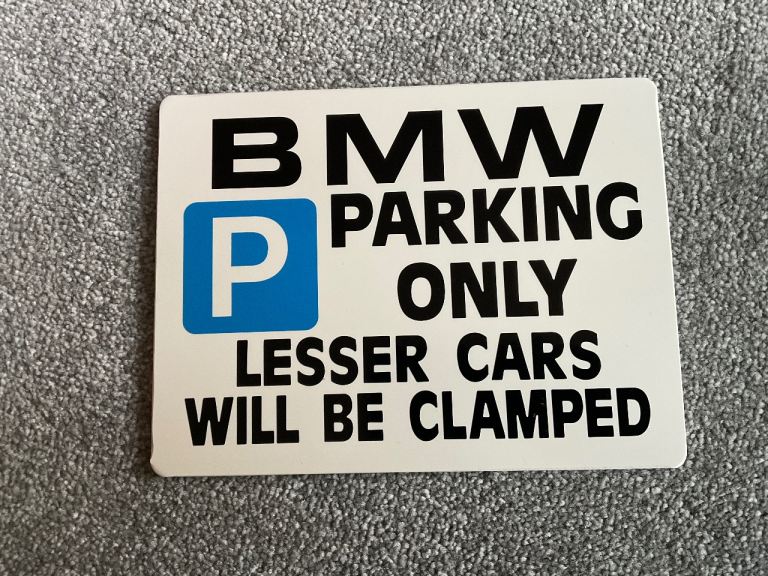 BMW
P PARKING
ONLY
LESSER CARS
WILL BE CLAMPED